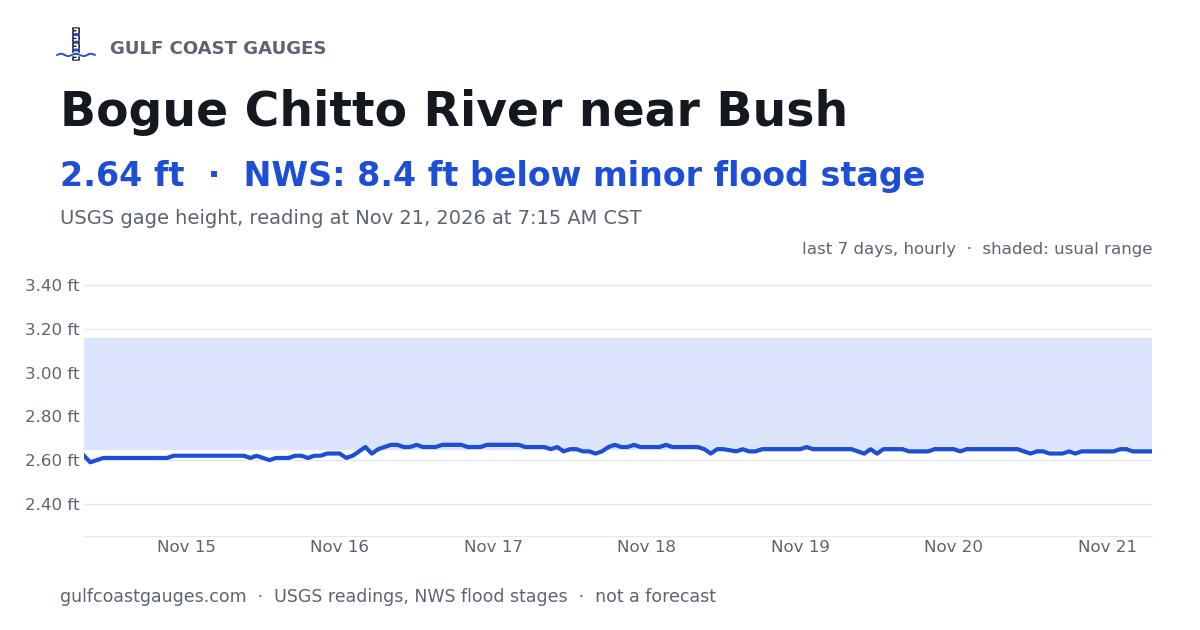 GULF COAST GAUGES
Bogue Chitto River near Bush
2.64 ft · NWS: 8.4 ft below minor flood stage
USGS gage height, reading at Nov 21, 2026 at 7:15 AM CST
last 7 days, hourly · shaded: usual range
3.40 ft
3.20 ft
3.00 ft
2.80 ft
2.60 ft
2.40 ft
Nov 15 Nov 16 Nov 17 Nov 18 Nov 19 Nov 20 Nov 21
gulfcoastgauges.com · USGS readings, NWS flood stages · not a forecast